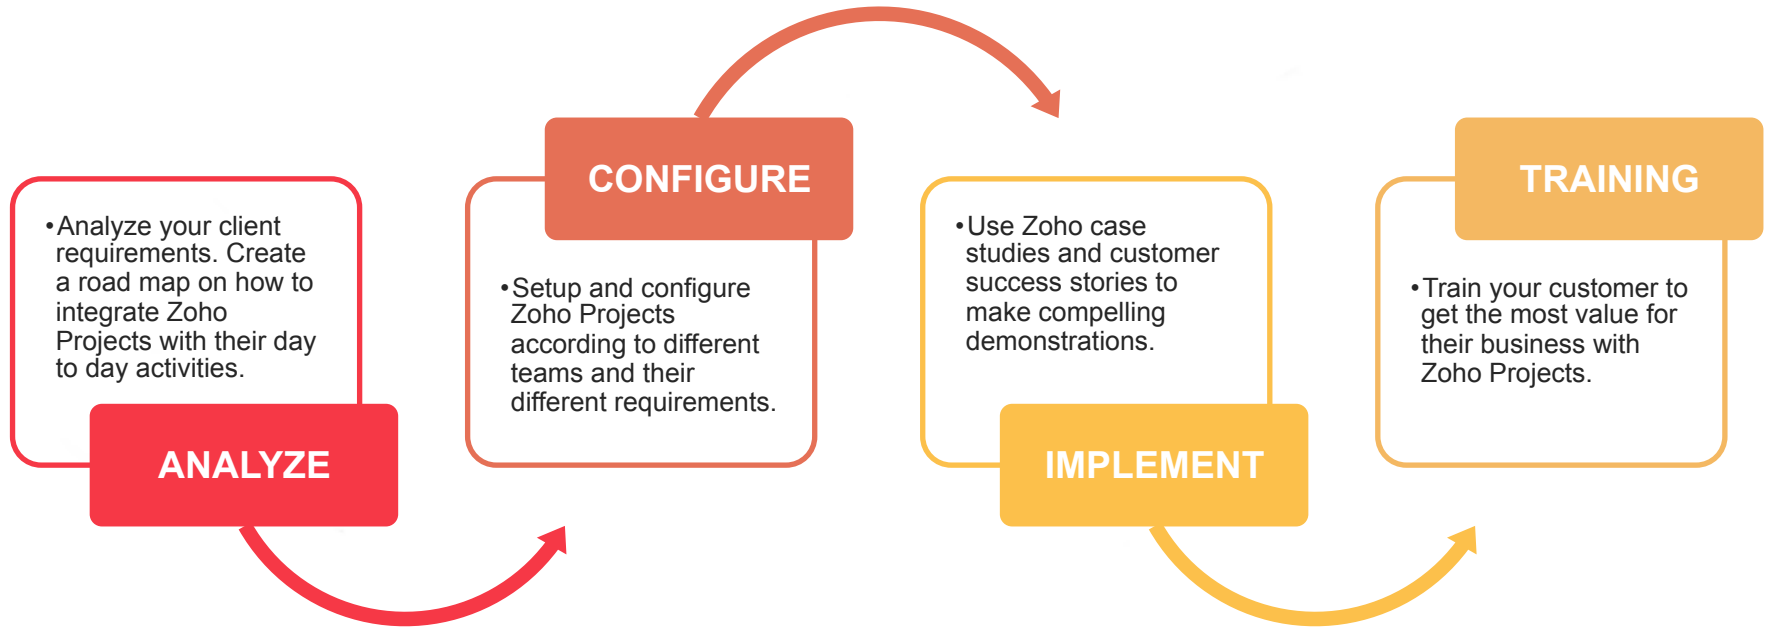 •Analyze your client
requirements. Create
a road map on how to
integrate Zoho
Projects with their day
to day activities.
ANALYZE
CONFIGURE
•Setup and configure
Zoho Projects
according to different
teams and their
different requirements.
•Use Zoho case
studies and customer
success stories to
make compelling
demonstrations.
IMPLEMENT
TRAINING
•Train your customer to
get the most value for
their business with
Zoho Projects.